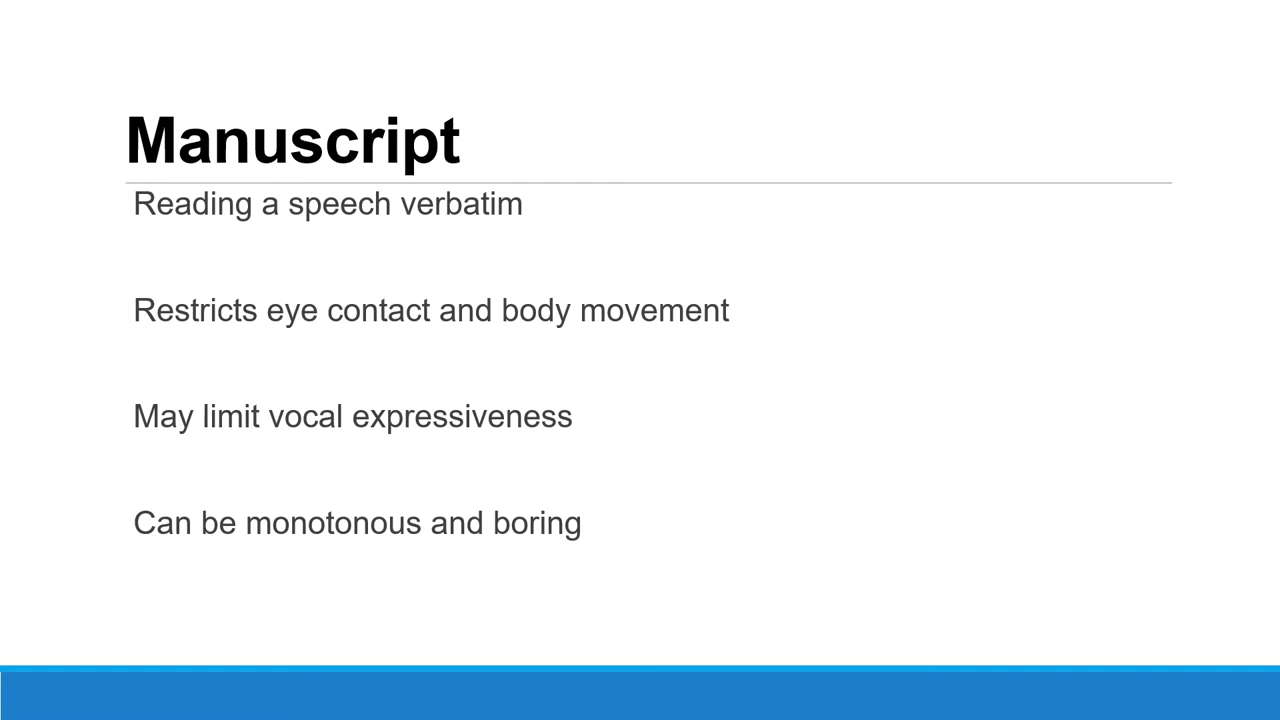 Manuscript
Reading a speech verbatim
Restricts eye contact and body movement
May limit vocal expressiveness
Can be monotonous and boring